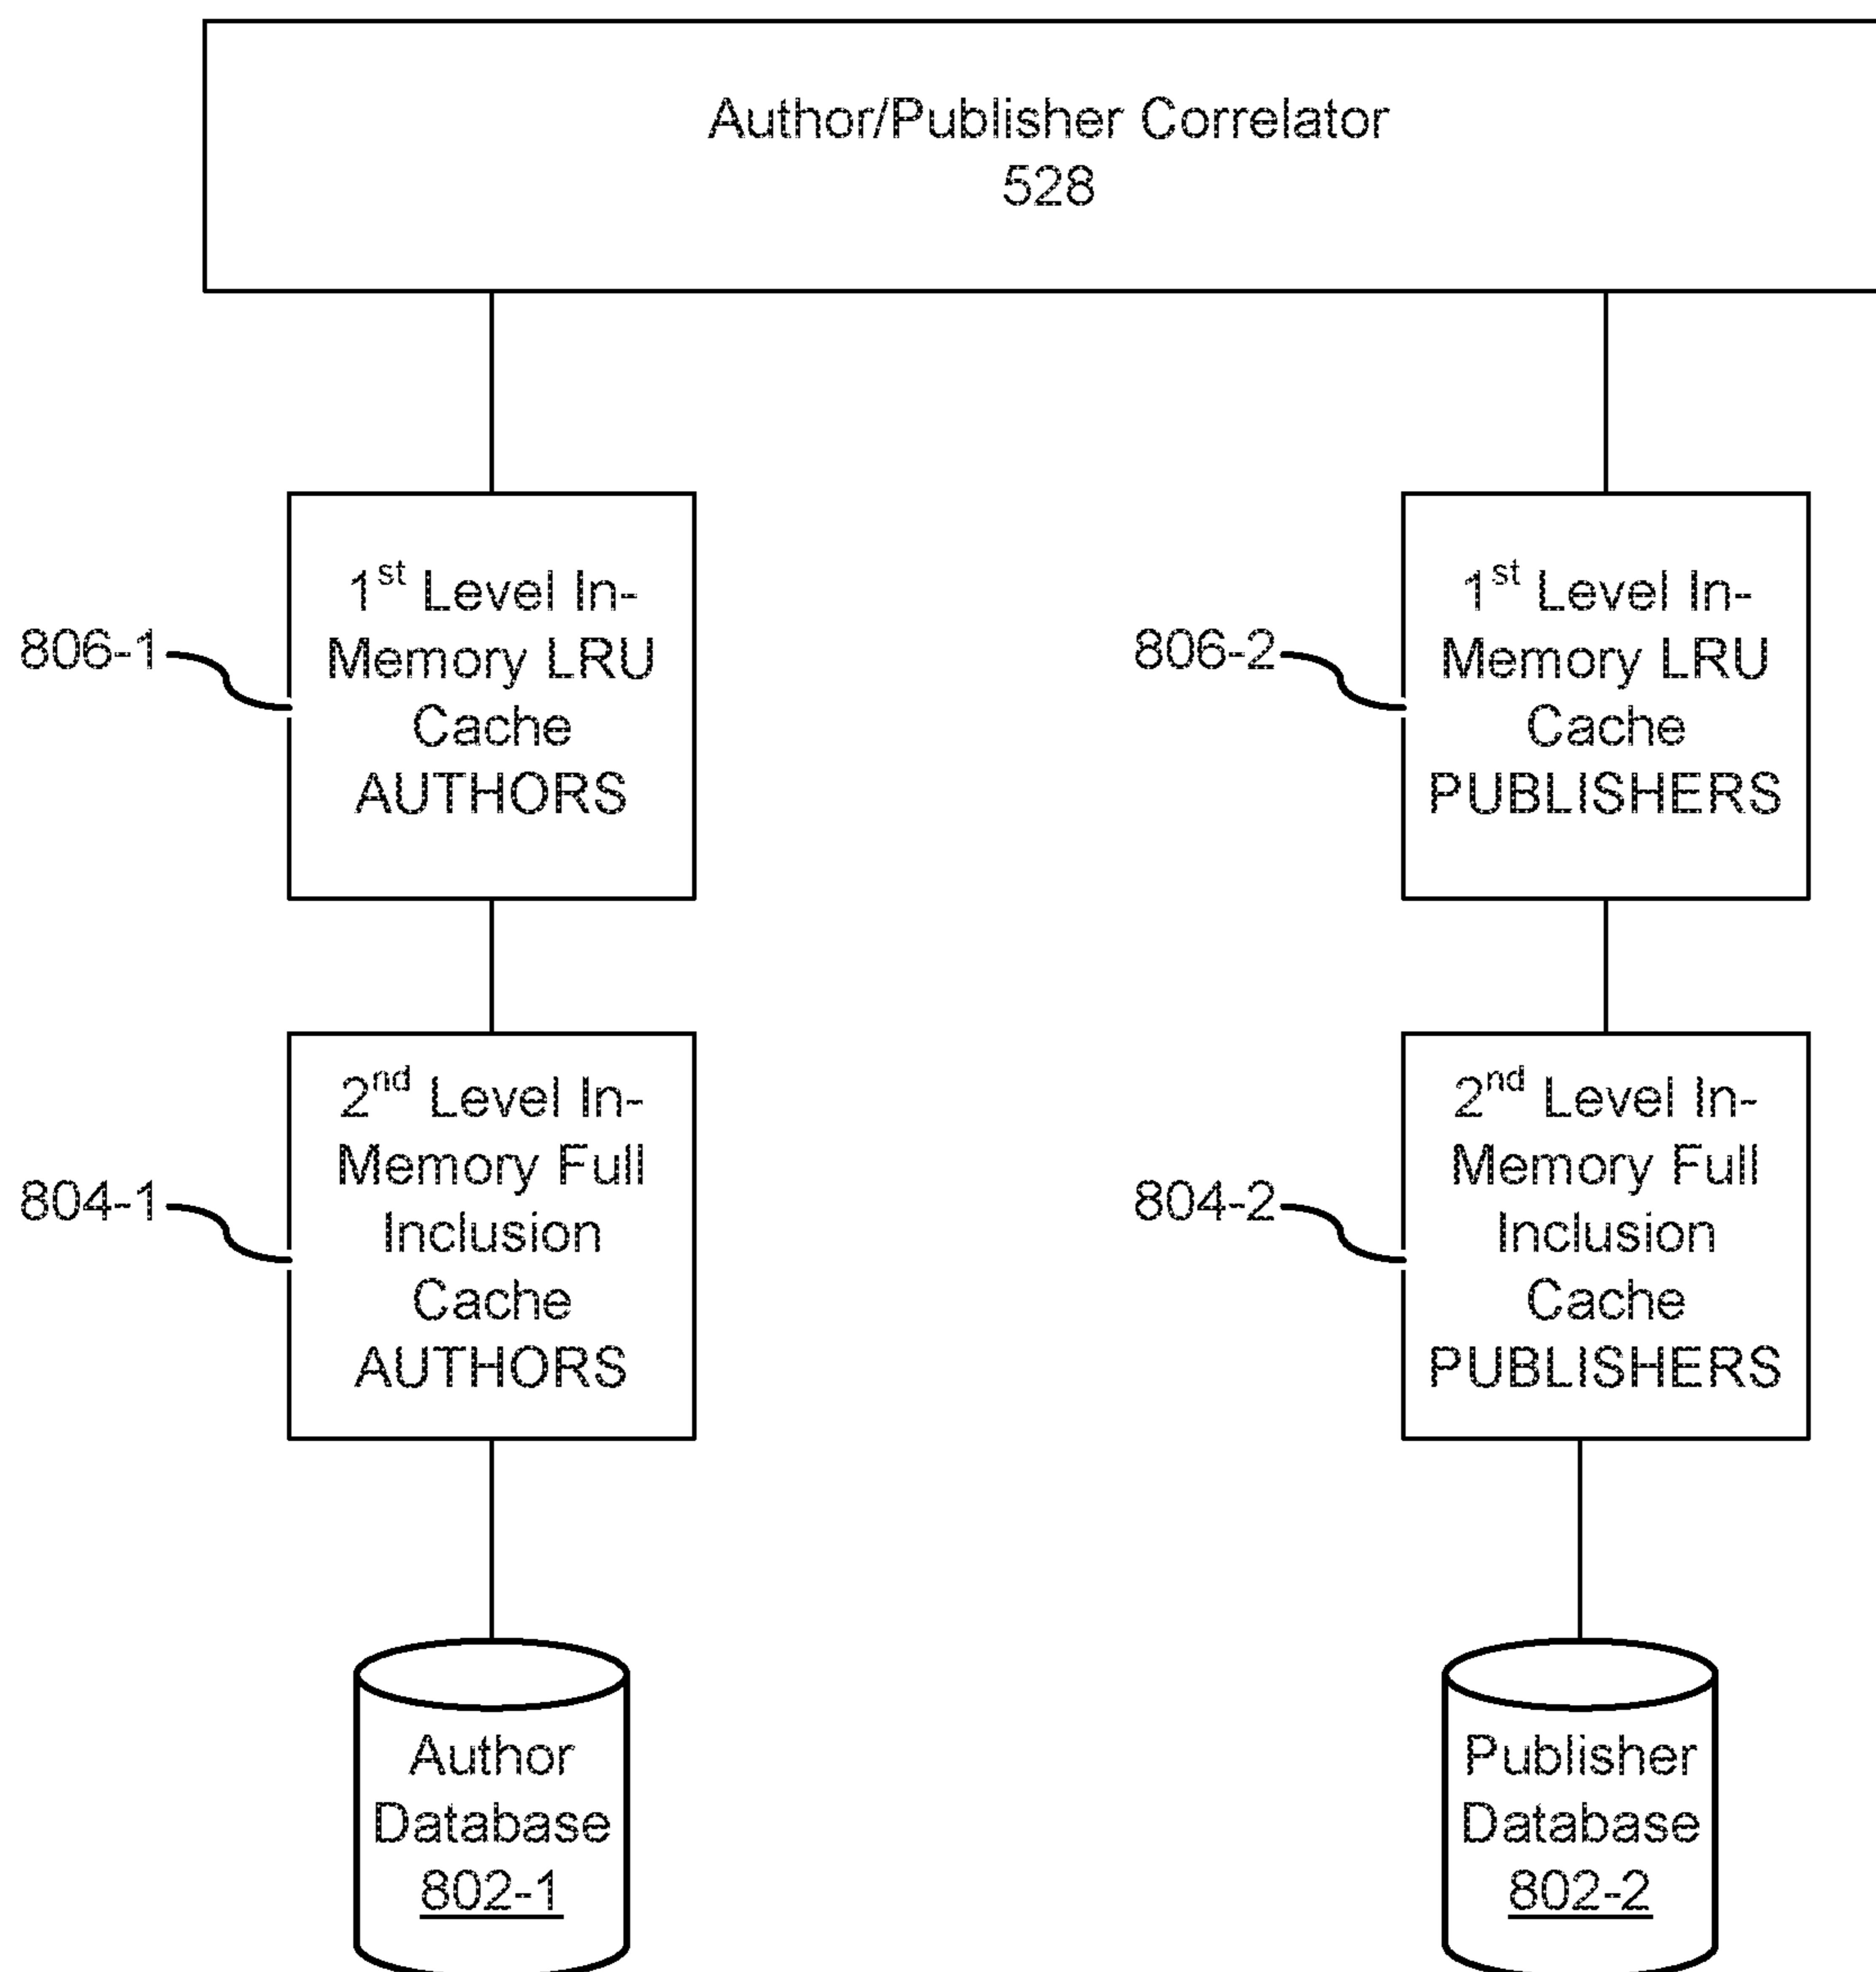 Author/Publisher Correlator
528
806-1
1st Level In-
Memory LRU
Cache
AUTHORS
806-2
1st Level In-
Memory LRU
Cache
PUBLISHERS
804-1
2nd Level In-
Memory Full
Inclusion
Cache
AUTHORS
804-2
2nd Level In-
Memory Full
Inclusion
Cache
PUBLISHERS
Author
Database
802-1
Publisher
Database
802-2